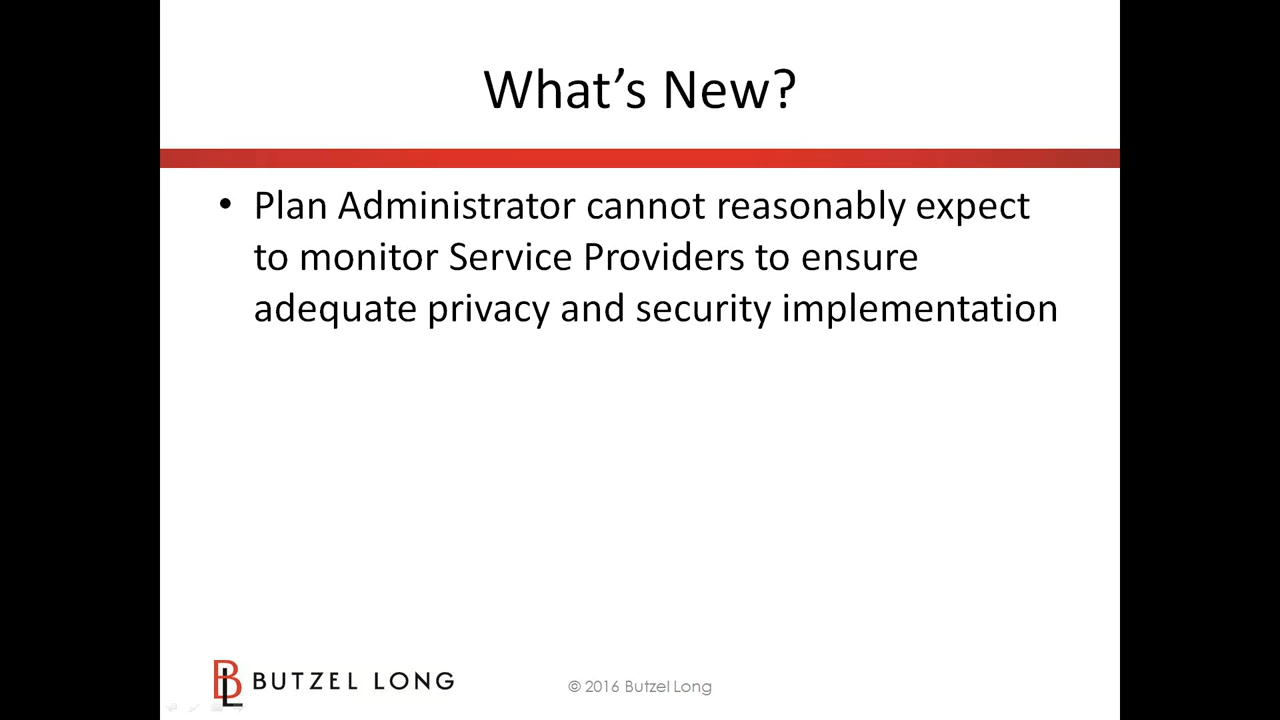 What’s New?
• Plan Administrator cannot reasonably expect
to monitor Service Providers to ensure
adequate privacy and security implementation
BL BUTZEL LONG
© 2016 Butzel Long